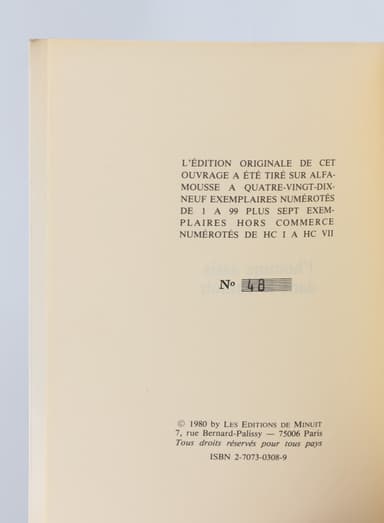 L'ÉDITION ORIGINALE DE CET
OUVRAGE A ÉTÉ TIRÉ SUR ALFA-
MOUSSE A QUATRE-VINGT-DIX-
NEUF EXEMPLAIRES NUMÉROTÉS
DE 1 A 99 PLUS SEPT EXEM-
PLAIRES HORS COMMERCE
NUMÉROTÉS DE HC I A HC VII
Nº 48
© 1980 by LES EDITIONS DE MINUIT
7, rue Bernard-Palissy — 75006 Paris
Tous droits réservés pour tous pays
ISBN 2-7073-0308-9